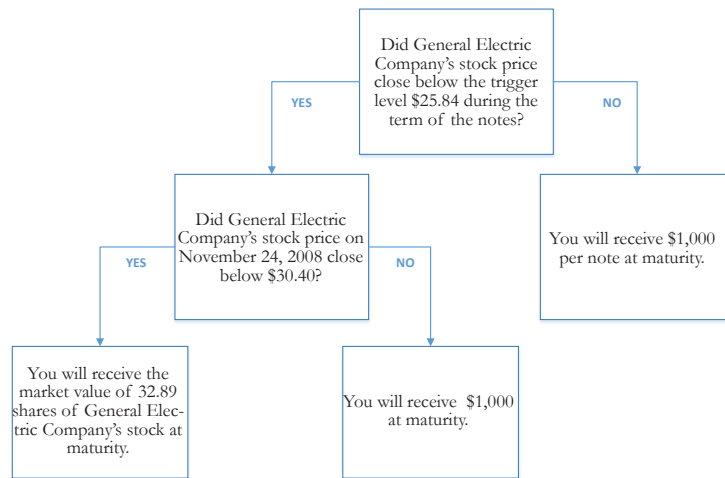 Did General Electric
Company's stock price
close below the trigger
level $25.84 during the
term of the notes?
YES
NO
Did General Electric
Company's stock price on
November 24, 2008 close
below $30.40?
You will receive $1,000
per note at maturity.
YES
NO
You will receive the
market value of 32.89
shares of General Elec-
tric Company's stock at
maturity.
You will receive $1,000
at maturity.